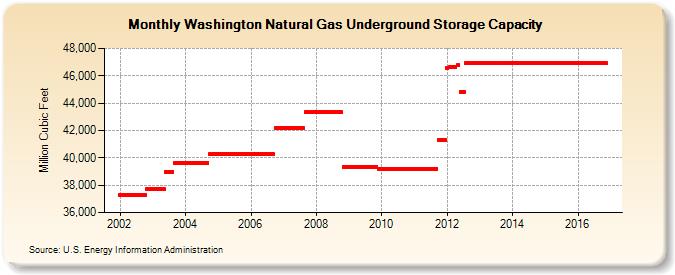 Monthly Washington Natural Gas Underground Storage Capacity
Million Cubic Feet
48,000
46,000
44,000
42,000
40,000
38,000
36,000
2002 2004 2006 2008 2010 2012 2014 2016
Source: U.S. Energy Information Administration